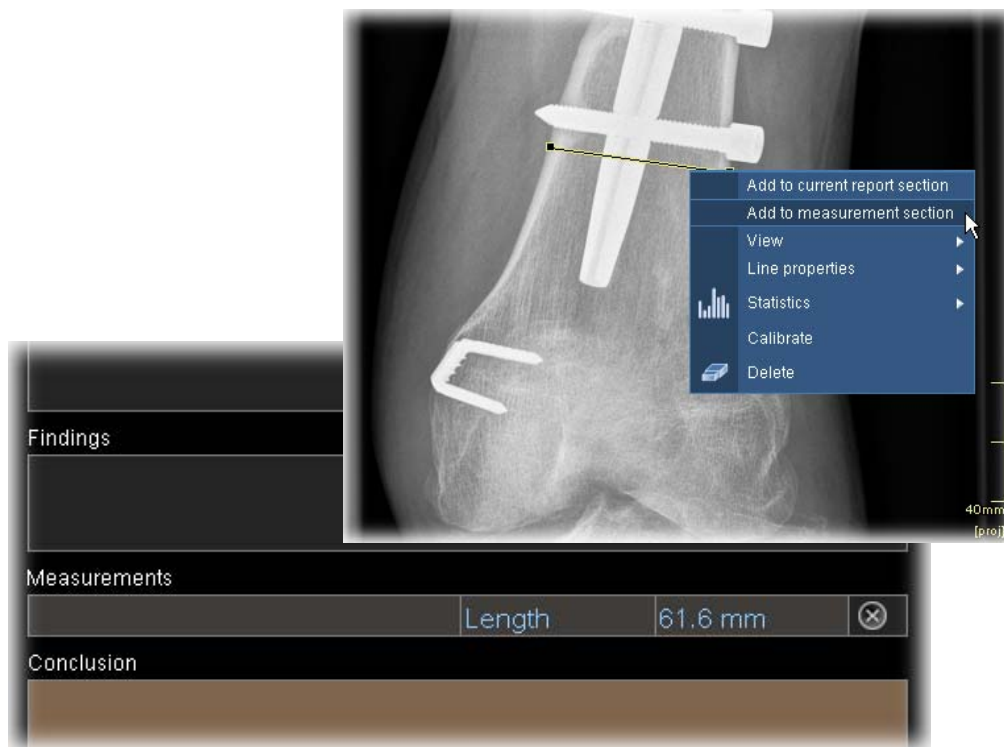 Add to current report section
Add to measurement section
View
Line properties
Statistics
Calibrate
Delete
40mm
[proj]
Findings
Measurements
Length 61.6 mm
Conclusion